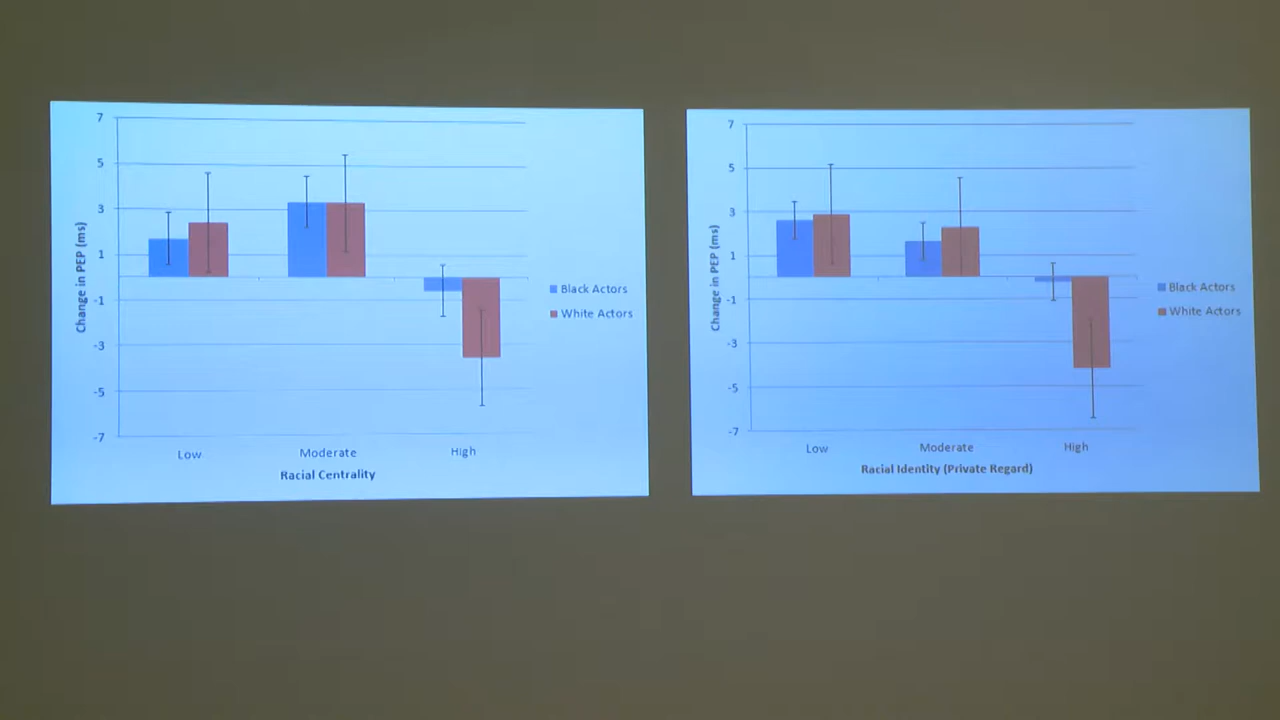 7
5
3
1
-1
-3
-5
-7
Change in PEP (ms)
Low Moderate High
Racial Centrality
Black Actors
White Actors
7
5
3
1
-1
-3
-5
-7
Change in PEP (ms)
Low Moderate High
Racial Identity (Private Regard)
Black Actors
White Actors